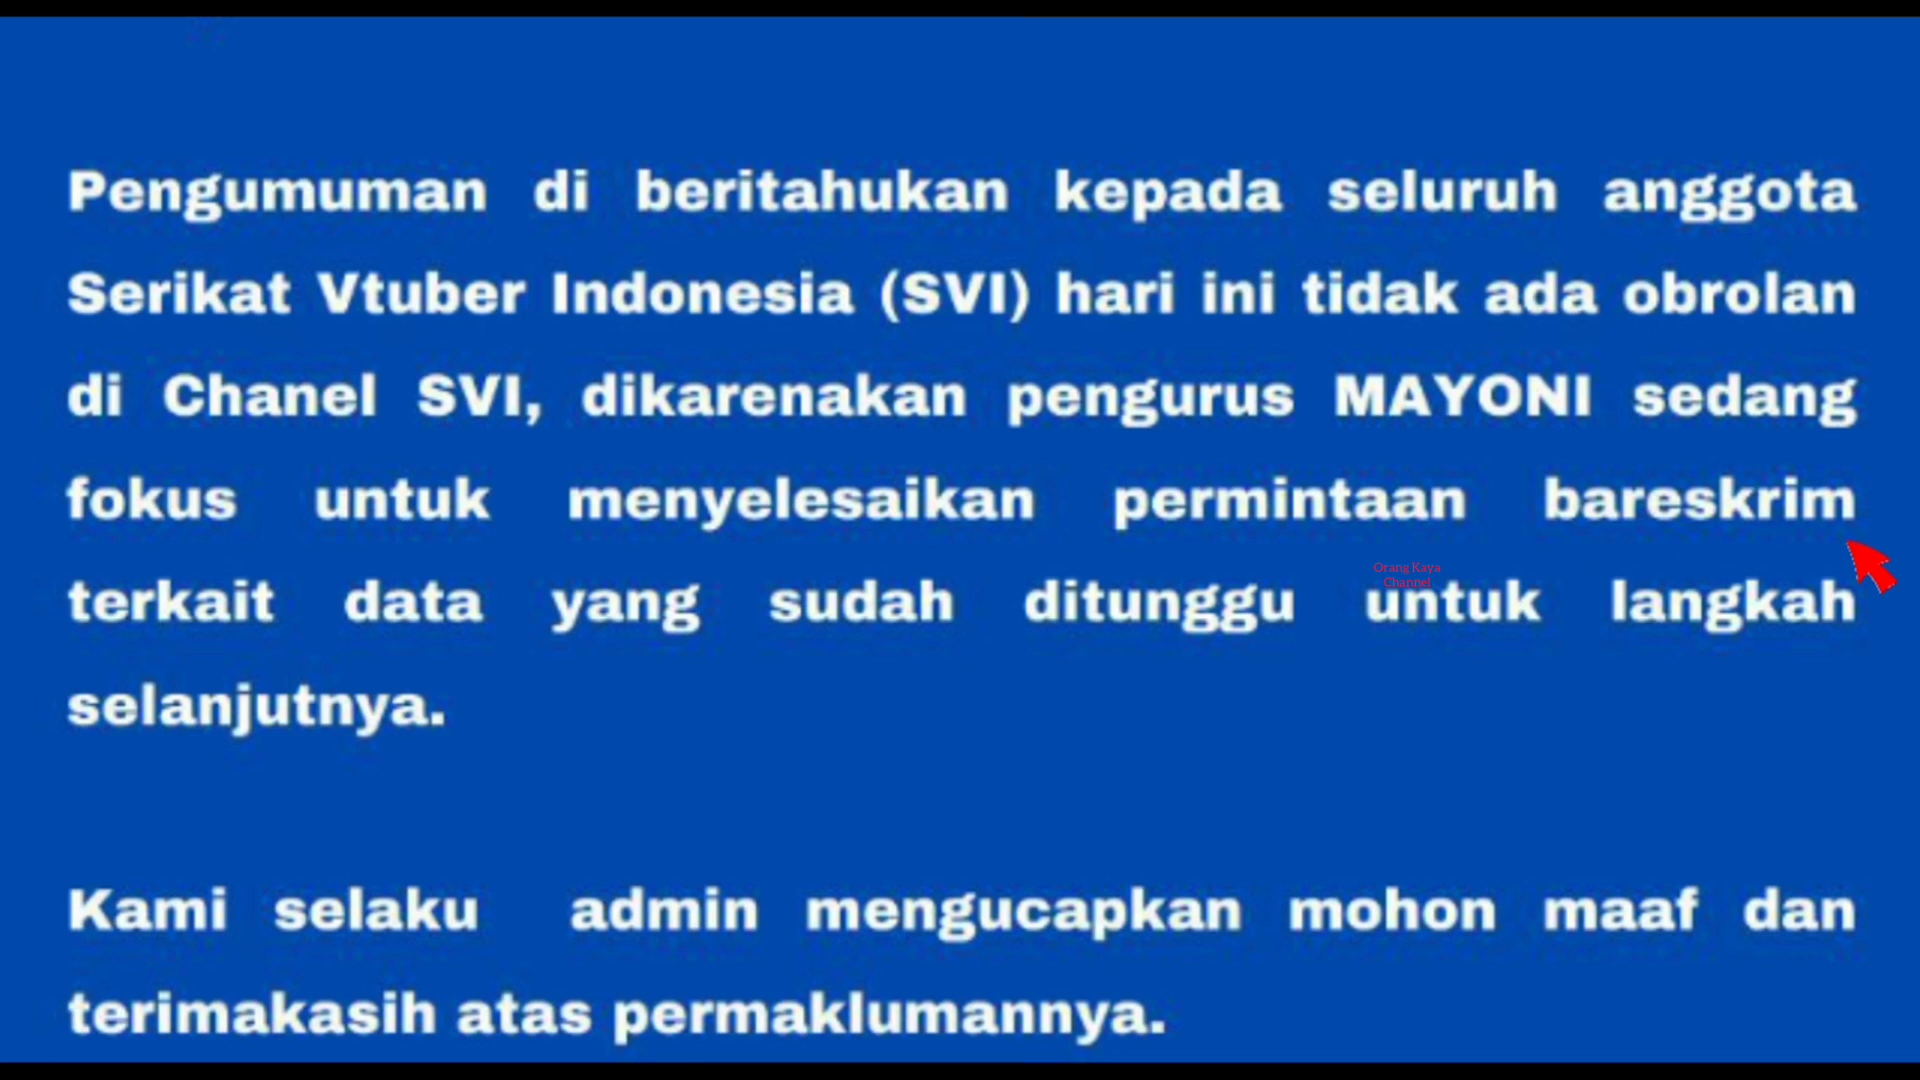 Pengumuman di beritahukan kepada seluruh anggota
Serikat Vtuber Indonesia (SVI) hari ini tidak ada obrolan
di Chanel SVI, dikarenakan pengurus MAYONI sedang
fokus untuk menyelesaikan permintaan bareskrim
Orang Kaya
Channel
terkait data yang sudah ditunggu untuk langkah
selanjutnya.
Kami selaku admin mengucapkan mohon maaf dan
terimakasih atas permaklumannya.